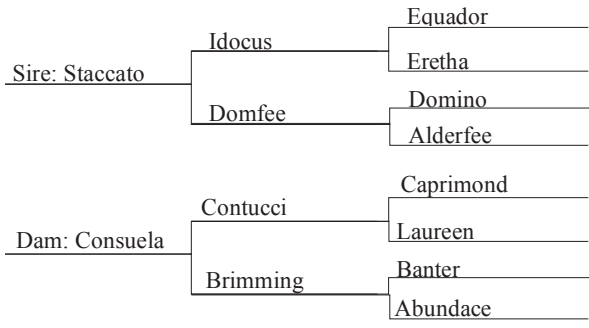 Equador
Idocus
Eretha
Sire: Staccato
Domino
Domfee
Alderfee
Caprimond
Contucci
Laureen
Dam: Consuela
Banter
Brimming
Abundace